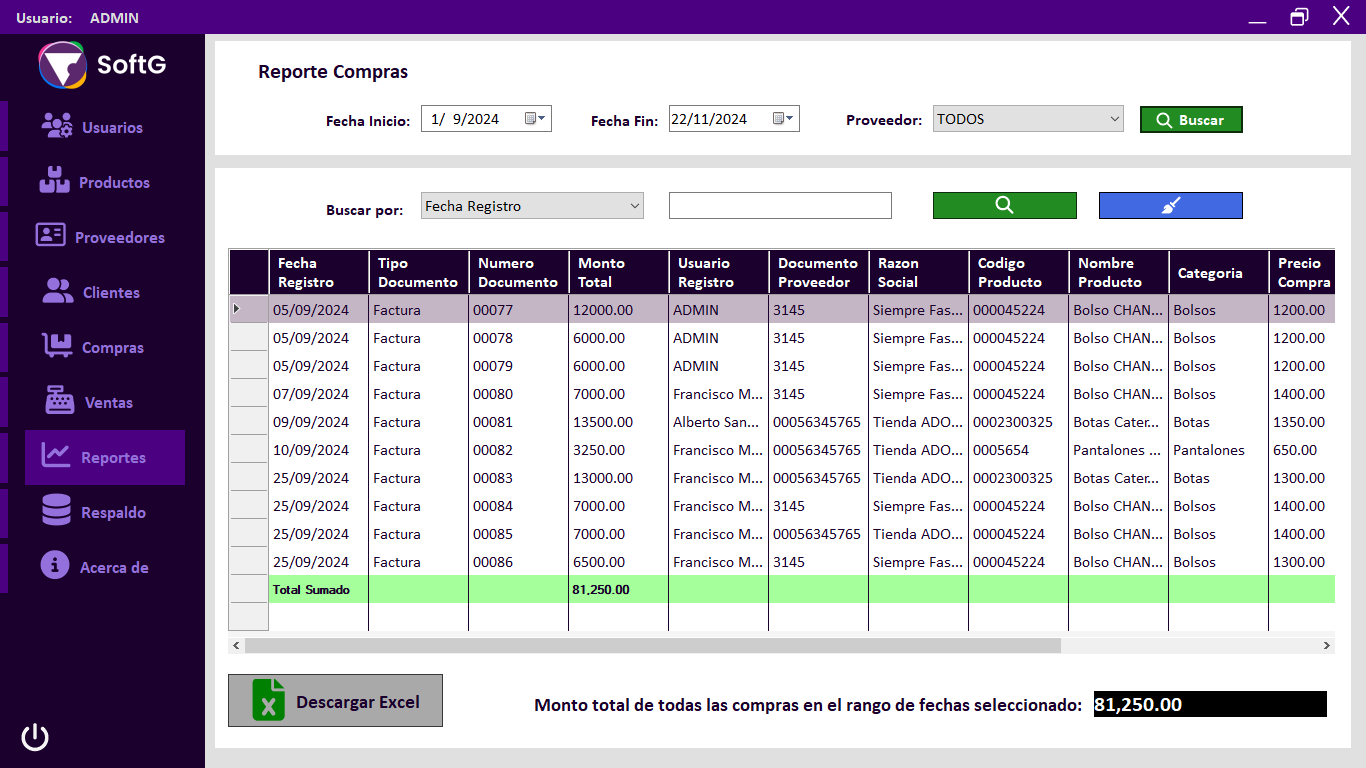 Usuario: ADMIN
SoftG
Usuarios
Productos
Proveedores
Clientes
Compras
Ventas
Reportes
Respaldo
Acerca de
Reporte Compras
Fecha Inicio: 1/ 9/2024 Fecha Fin: 22/11/2024 Proveedor: TODOS Buscar
Buscar por: Fecha Registro
Fecha Registro Tipo Documento Numero Documento Monto Total Usuario Registro Documento Proveedor Razon Social Codigo Producto Nombre Producto Categoria Precio Compra
05/09/2024 Factura 00077 12000.00 ADMIN 3145 Siempre Fas... 000045224 Bolso CHAN... Bolsos 1200.00
05/09/2024 Factura 00078 6000.00 ADMIN 3145 Siempre Fas... 000045224 Bolso CHAN... Bolsos 1200.00
05/09/2024 Factura 00079 6000.00 ADMIN 3145 Siempre Fas... 000045224 Bolso CHAN... Bolsos 1200.00
07/09/2024 Factura 00080 7000.00 Francisco M... 3145 Siempre Fas... 000045224 Bolso CHAN... Bolsos 1400.00
09/09/2024 Factura 00081 13500.00 Alberto San... 00056345765 Tienda ADO... 0002300325 Botas Cater... Botas 1350.00
10/09/2024 Factura 00082 3250.00 Francisco M... 00056345765 Tienda ADO... 0005654 Pantalones ... Pantalones 650.00
25/09/2024 Factura 00083 13000.00 Francisco M... 00056345765 Tienda ADO... 0002300325 Botas Cater... Botas 1300.00
25/09/2024 Factura 00084 7000.00 Francisco M... 3145 Siempre Fas... 000045224 Bolso CHAN... Bolsos 1400.00
25/09/2024 Factura 00085 7000.00 Francisco M... 00056345765 Tienda ADO... 000045224 Bolso CHAN... Bolsos 1400.00
25/09/2024 Factura 00086 6500.00 Francisco M... 3145 Siempre Fas... 000045224 Bolso CHAN... Bolsos 1300.00
Total Sumado 81,250.00
Descargar Excel
Monto total de todas las compras en el rango de fechas seleccionado: 81,250.00